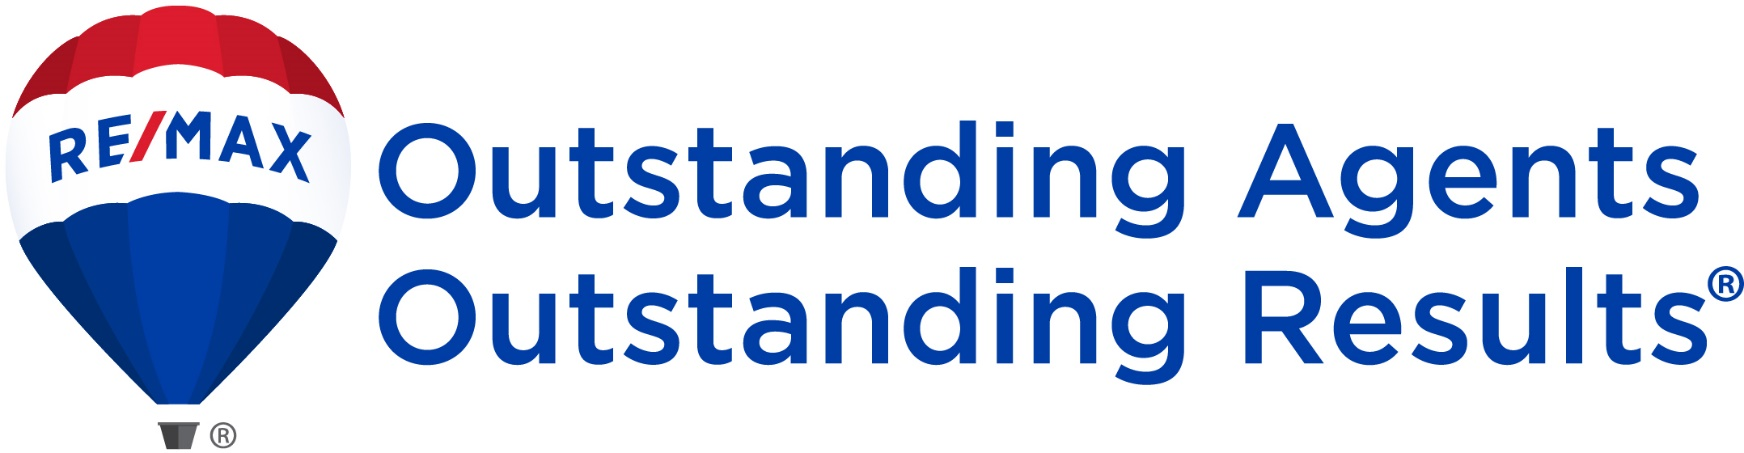 RE/MAX
Outstanding Agents
Outstanding Results®
®